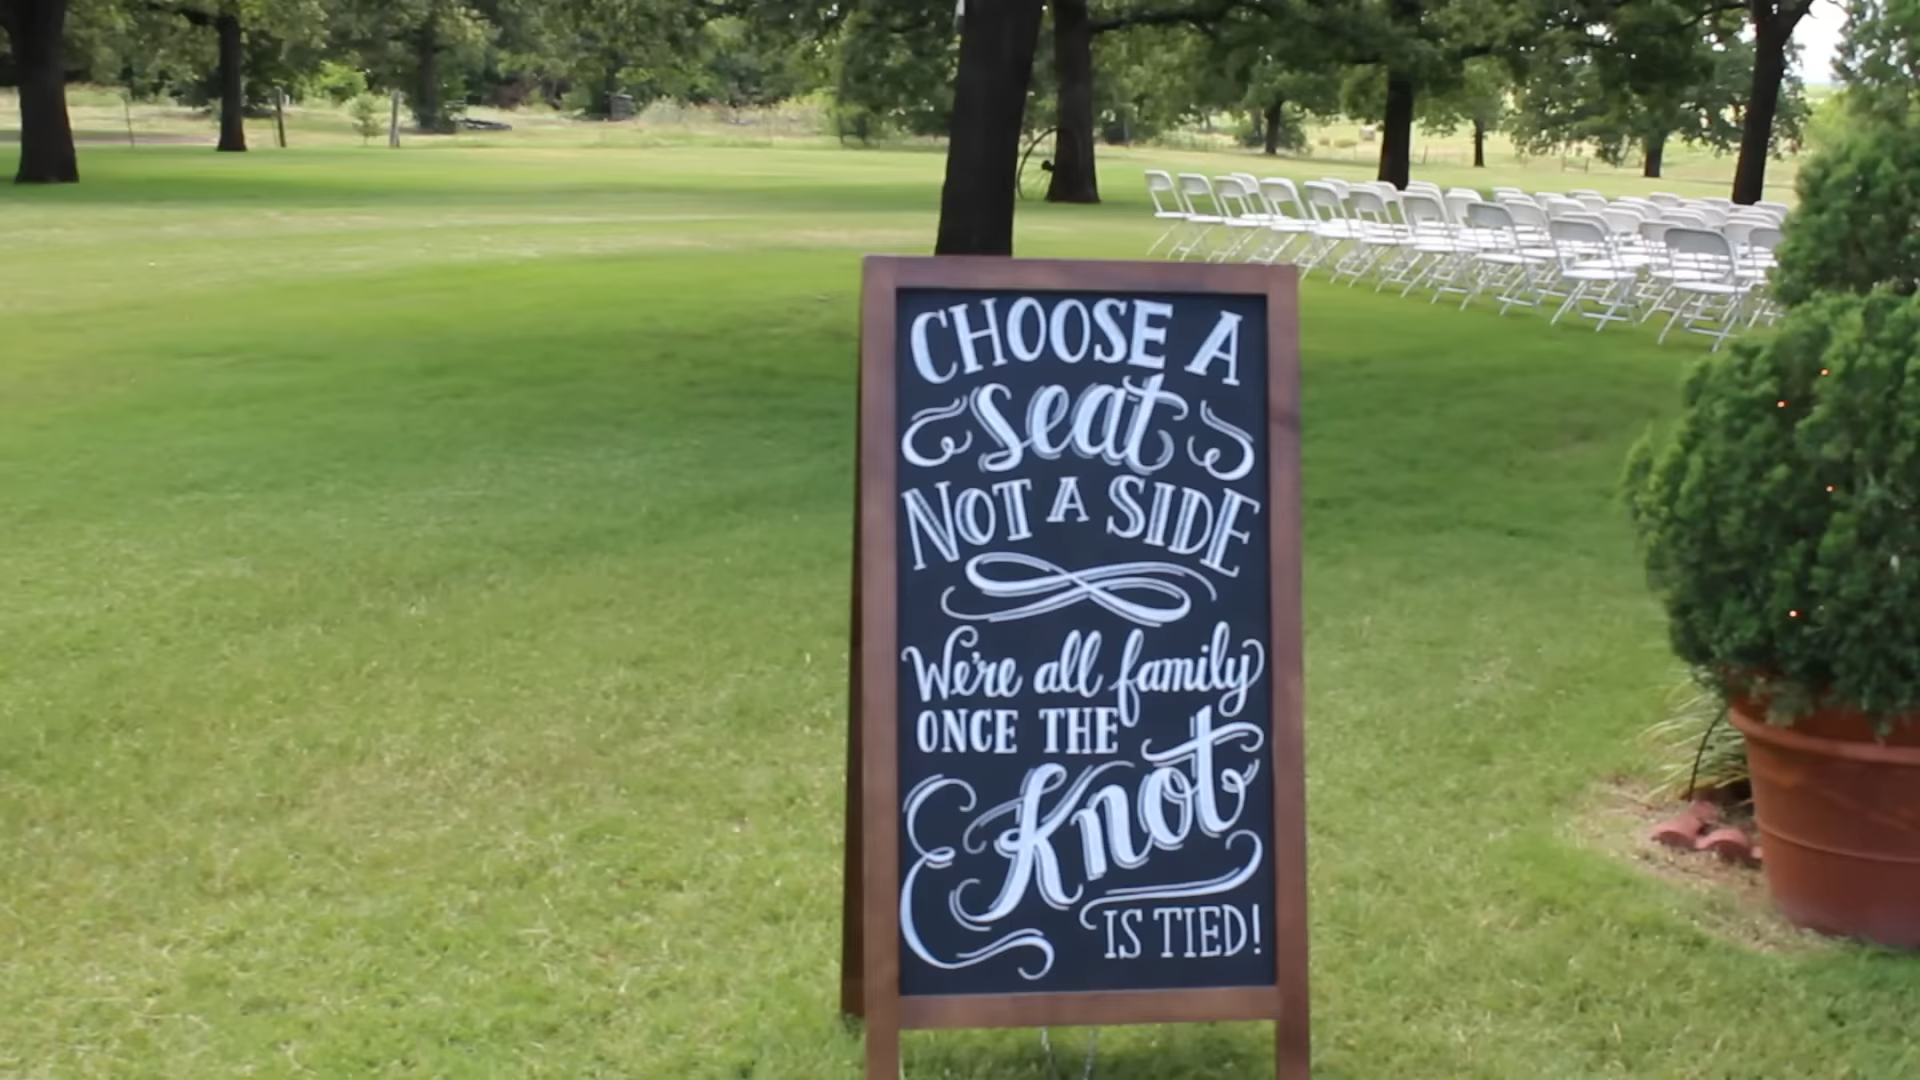 CHOOSE A
seat
NOT A SIDE
We're all family
ONCE THE
Knot
IS TIED!